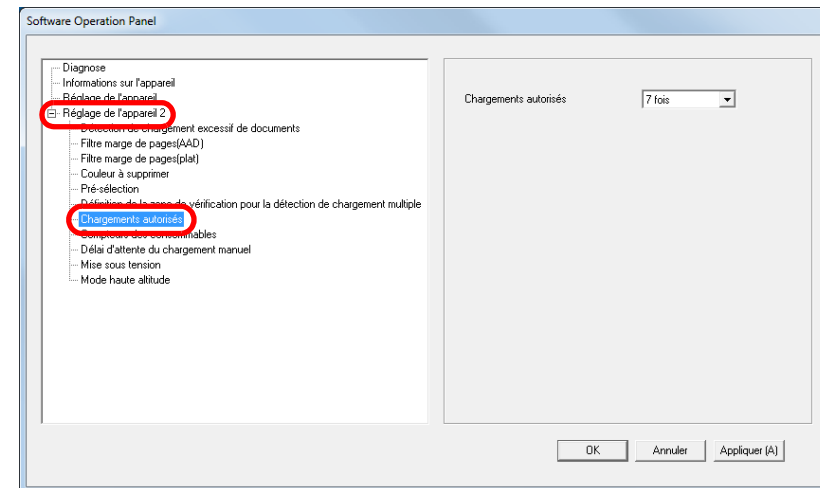 Software Operation Panel
Diagnose
Informations sur l'appareil
Réglage de l'appareil
Réglage de l'appareil 2
Détection de chargement excessif de documents
Filtre marge de pages(AAD)
Filtre marge de pages(plat)
Couleur à supprimer
Pré-sélection
Définition de la zone de vérification pour la détection de chargement multiple
Chargements autorisés
Compteurs des consommables
Délai d'attente du chargement manuel
Mise sous tension
Mode haute altitude
Chargements autorisés 7 fois
OK Annuler Appliquer (A)